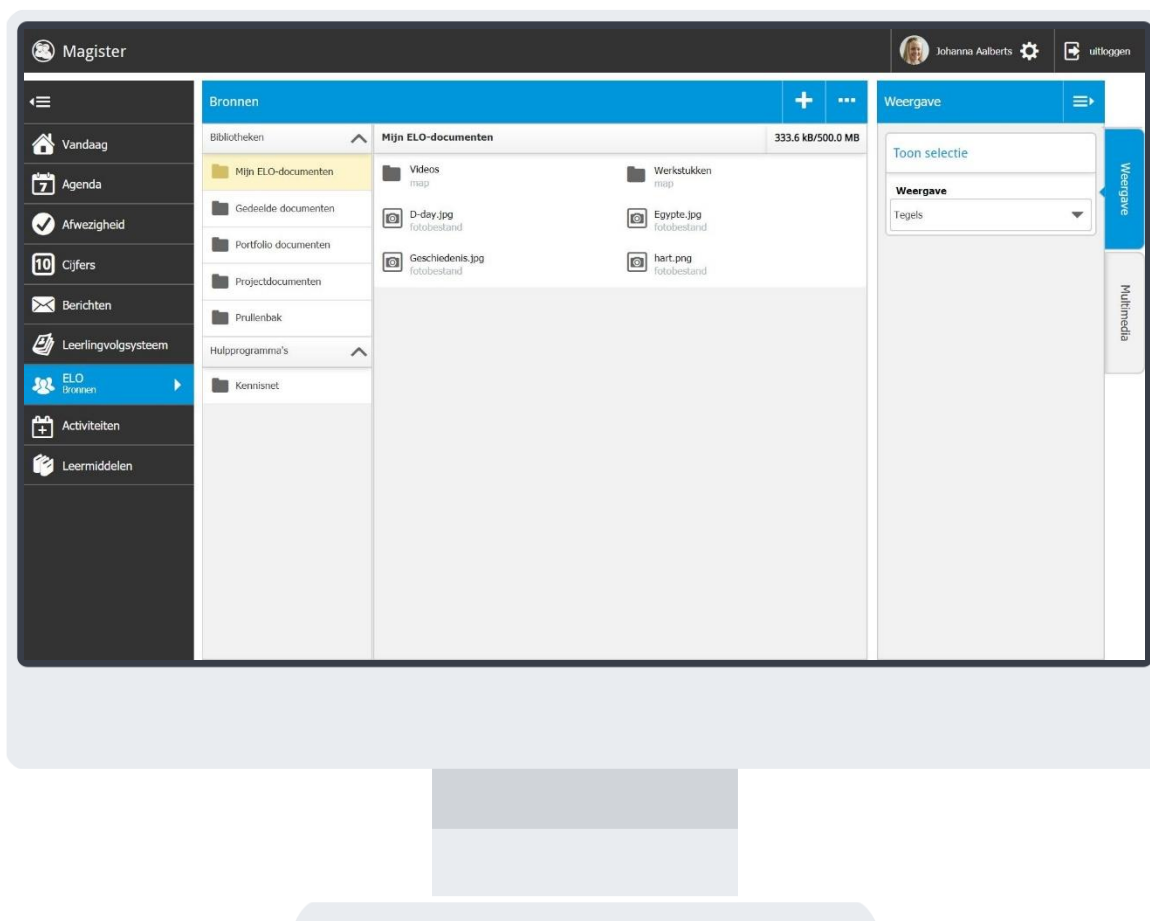 Magister
Johanna Aalberts
uitloggen
Vandaag
7 Agenda
Afwezigheid
10 Cijfers
Berichten
Leerlingvolgsysteem
ELO
Bronnen
Activiteiten
Leermiddelen
Bronnen
Bibliotheken
Mijn ELO-documenten
Gedeelde documenten
Portfolio documenten
Projectdocumenten
Prullenbak
Hulpprogramma's
Kennisnet
Mijn ELO-documenten 333.6 kB/500.0 MB
Videos
map
Werkstukken
map
D-day.jpg
fotobestand
Egypte.jpg
fotobestand
Geschiedenis.jpg
fotobestand
hart.png
fotobestand
Weergave
Toon selectie
Weergave
Tegels
Weergave
Multimedia